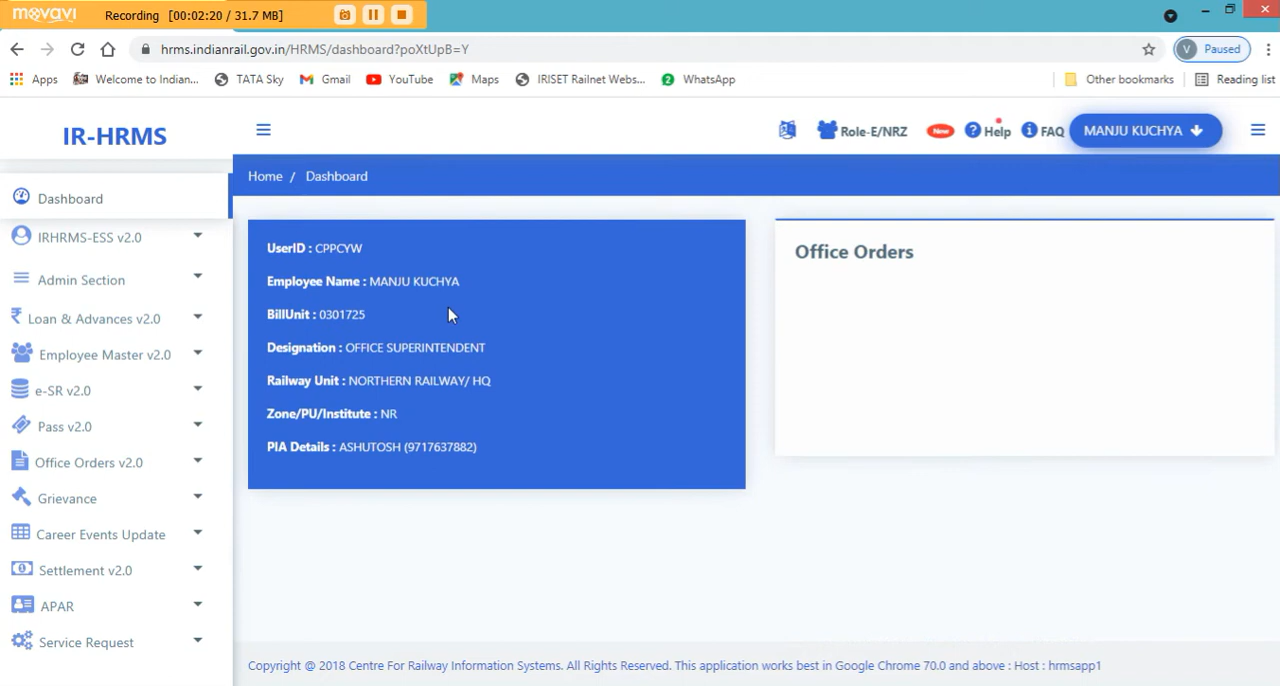 movavi Recording [00:02:20 / 31.7 MB]
hrms.indianrail.gov.in/HRMS/dashboard?poXtUpB=Y
V Paused
Apps Welcome to Indian... TATA Sky Gmail YouTube Maps IRISET Railnet Webs... WhatsApp Other bookmarks Reading list
IR-HRMS
Role-E/NRZ New Help FAQ MANJU KUCHYA
Home / Dashboard
Dashboard
IRHRMS-ESS v2.0
Admin Section
Loan & Advances v2.0
Employee Master v2.0
e-SR v2.0
Pass v2.0
Office Orders v2.0
Grievance
Career Events Update
Settlement v2.0
APAR
Service Request
UserID : CPPCYW
Employee Name : MANJU KUCHYA
BillUnit : 0301725
Designation : OFFICE SUPERINTENDENT
Railway Unit : NORTHERN RAILWAY/ HQ
Zone/PU/Institute : NR
PIA Details : ASHUTOSH (9717637882)
Office Orders
Copyright @ 2018 Centre For Railway Information Systems. All Rights Reserved. This application works best in Google Chrome 70.0 and above : Host : hrmsapp1